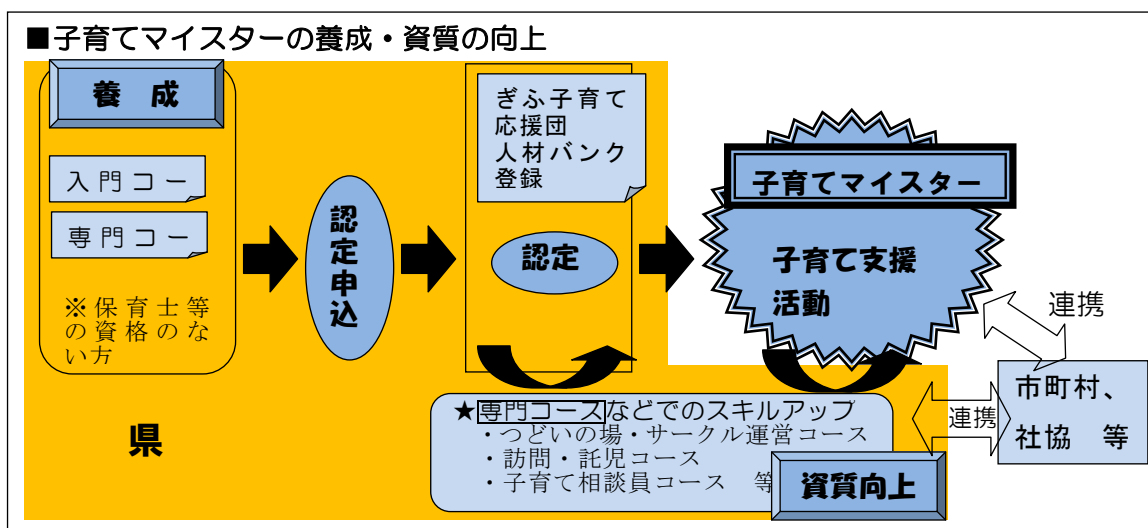 ■子育てマイスターの養成・資質の向上
養 成
入門コー
専門コー
※保育士等
の資格のな
い方
県
認定申込
ぎふ子育て
応援団
人材バンク
登録
認定
子育てマイスター
子育て支援
活動
連携
市町村、
社協 等
連携
★専門コースなどでのスキルアップ
・つどいの場・サークル運営コース
・訪問・託児コース
・子育て相談員コース 等
資質向上